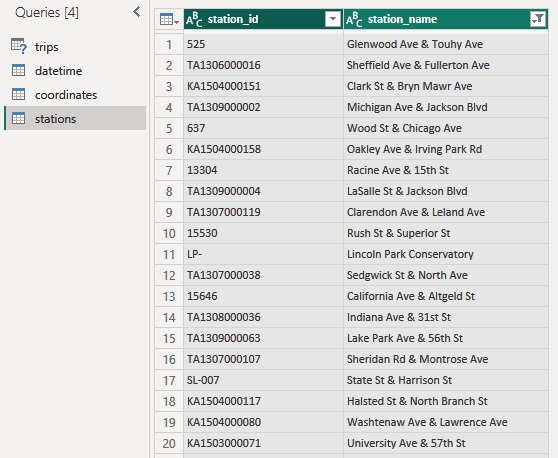 Queries [4]
trips
datetime
coordinates
stations
ABC station_id ABC station_name
1 525 Glenwood Ave & Touhy Ave
2 TA1306000016 Sheffield Ave & Fullerton Ave
3 KA1504000151 Clark St & Bryn Mawr Ave
4 TA1309000002 Michigan Ave & Jackson Blvd
5 637 Wood St & Chicago Ave
6 KA1504000158 Oakley Ave & Irving Park Rd
7 13304 Racine Ave & 15th St
8 TA1309000004 LaSalle St & Jackson Blvd
9 TA1307000119 Clarendon Ave & Leland Ave
10 15530 Rush St & Superior St
11 LP- Lincoln Park Conservatory
12 TA1307000038 Sedgwick St & North Ave
13 15646 California Ave & Altgeld St
14 TA1308000036 Indiana Ave & 31st St
15 TA1309000063 Lake Park Ave & 56th St
16 TA1307000107 Sheridan Rd & Montrose Ave
17 SL-007 State St & Harrison St
18 KA1504000117 Halsted St & North Branch St
19 KA1504000080 Washtenaw Ave & Lawrence Ave
20 KA1503000071 University Ave & 57th St